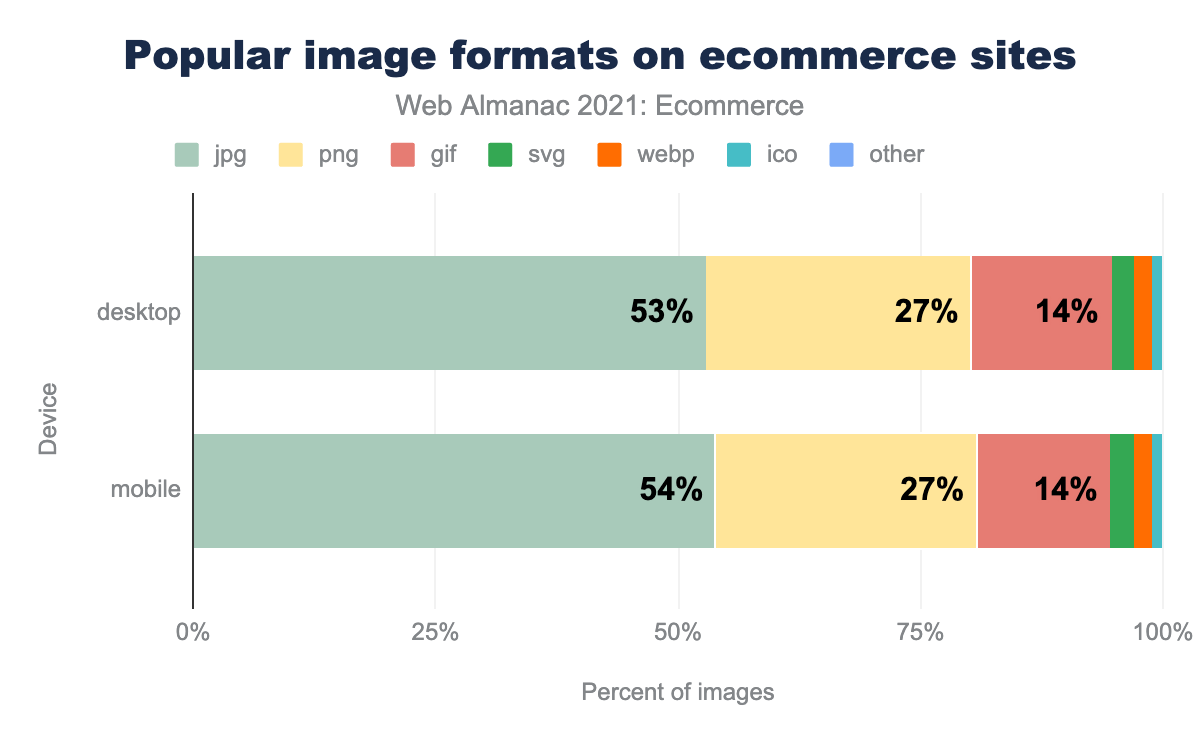 Popular image formats on ecommerce sites
Web Almanac 2021: Ecommerce
jpg png gif svg webp ico other
desktop 53% 27% 14%
Device
mobile 54% 27% 14%
0% 25% 50% 75% 100%
Percent of images